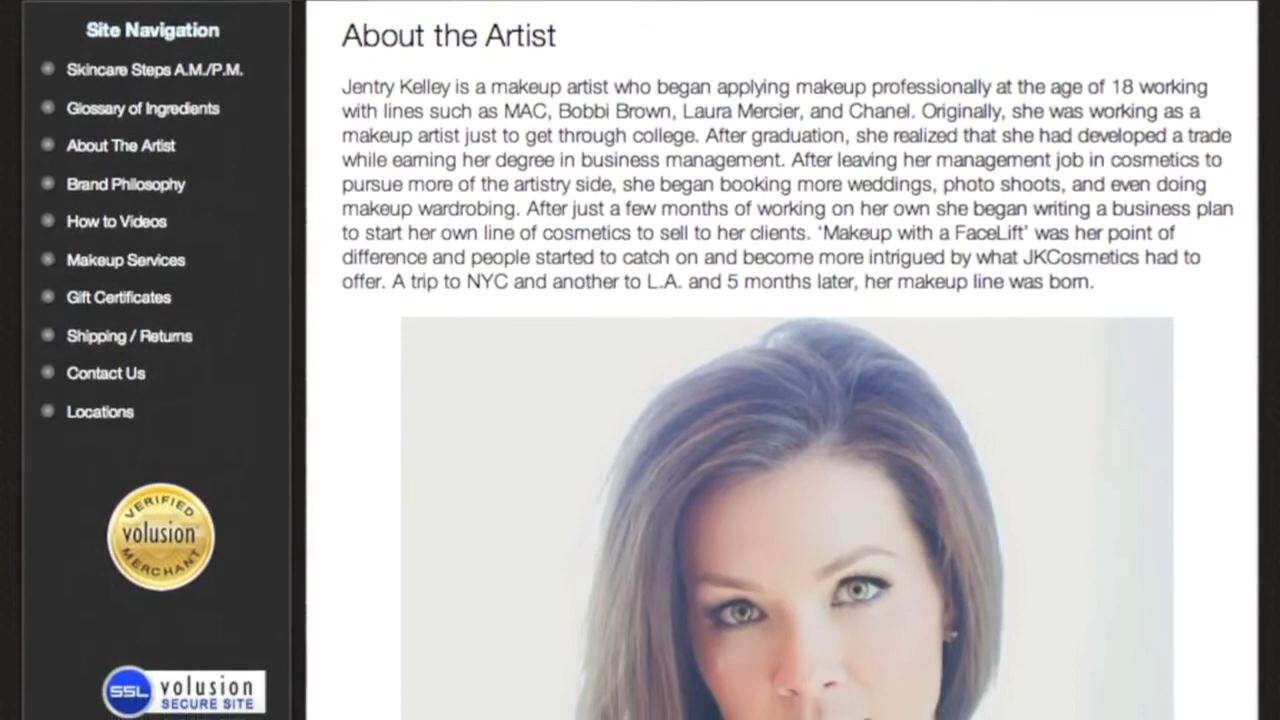 Site Navigation
Skincare Steps A.M./P.M.
Glossary of Ingredients
About The Artist
Brand Philosophy
How to Videos
Makeup Services
Gift Certificates
Shipping / Returns
Contact Us
Locations
VERIFIED
volusion
MERCHANT
SSL
volusion
SECURE SITE
About the Artist
Jentry Kelley is a makeup artist who began applying makeup professionally at the age of 18 working
with lines such as MAC, Bobbi Brown, Laura Mercier, and Chanel. Originally, she was working as a
makeup artist just to get through college. After graduation, she realized that she had developed a trade
while earning her degree in business management. After leaving her management job in cosmetics to
pursue more of the artistry side, she began booking more weddings, photo shoots, and even doing
makeup wardrobing. After just a few months of working on her own she began writing a business plan
to start her own line of cosmetics to sell to her clients. ‘Makeup with a FaceLift’ was her point of
difference and people started to catch on and become more intrigued by what JKCosmetics had to
offer. A trip to NYC and another to L.A. and 5 months later, her makeup line was born.